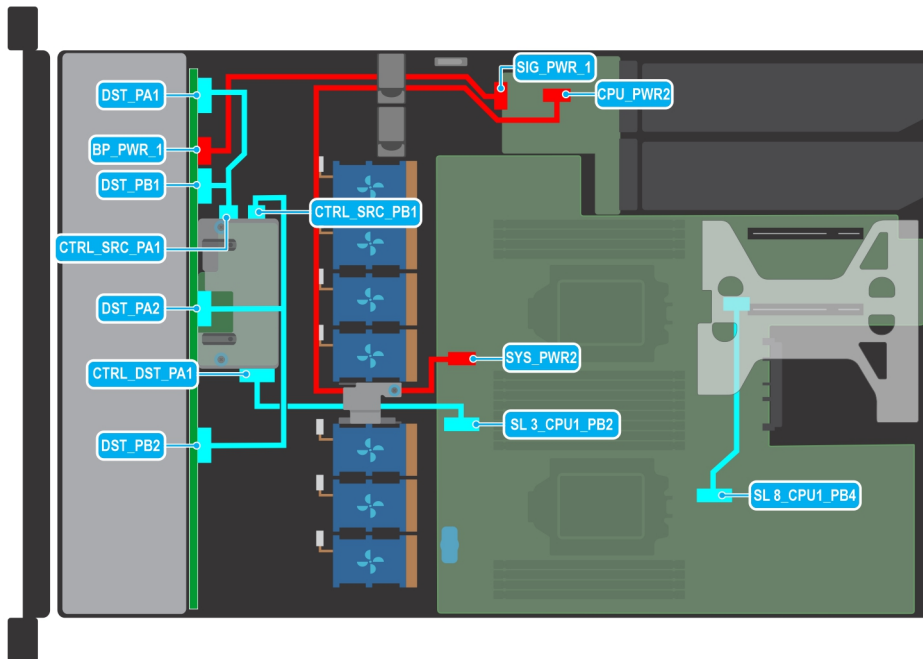 SIG_PWR_1
DST_PA1
CPU_PWR2
BP_PWR_1
DST_PB1
CTRL_SRC_PB1
CTRL_SRC_PA1
DST_PA2
SYS_PWR2
CTRL_DST_PA1
SL 3_CPU1_PB2
DST_PB2
SL 8_CPU1_PB4